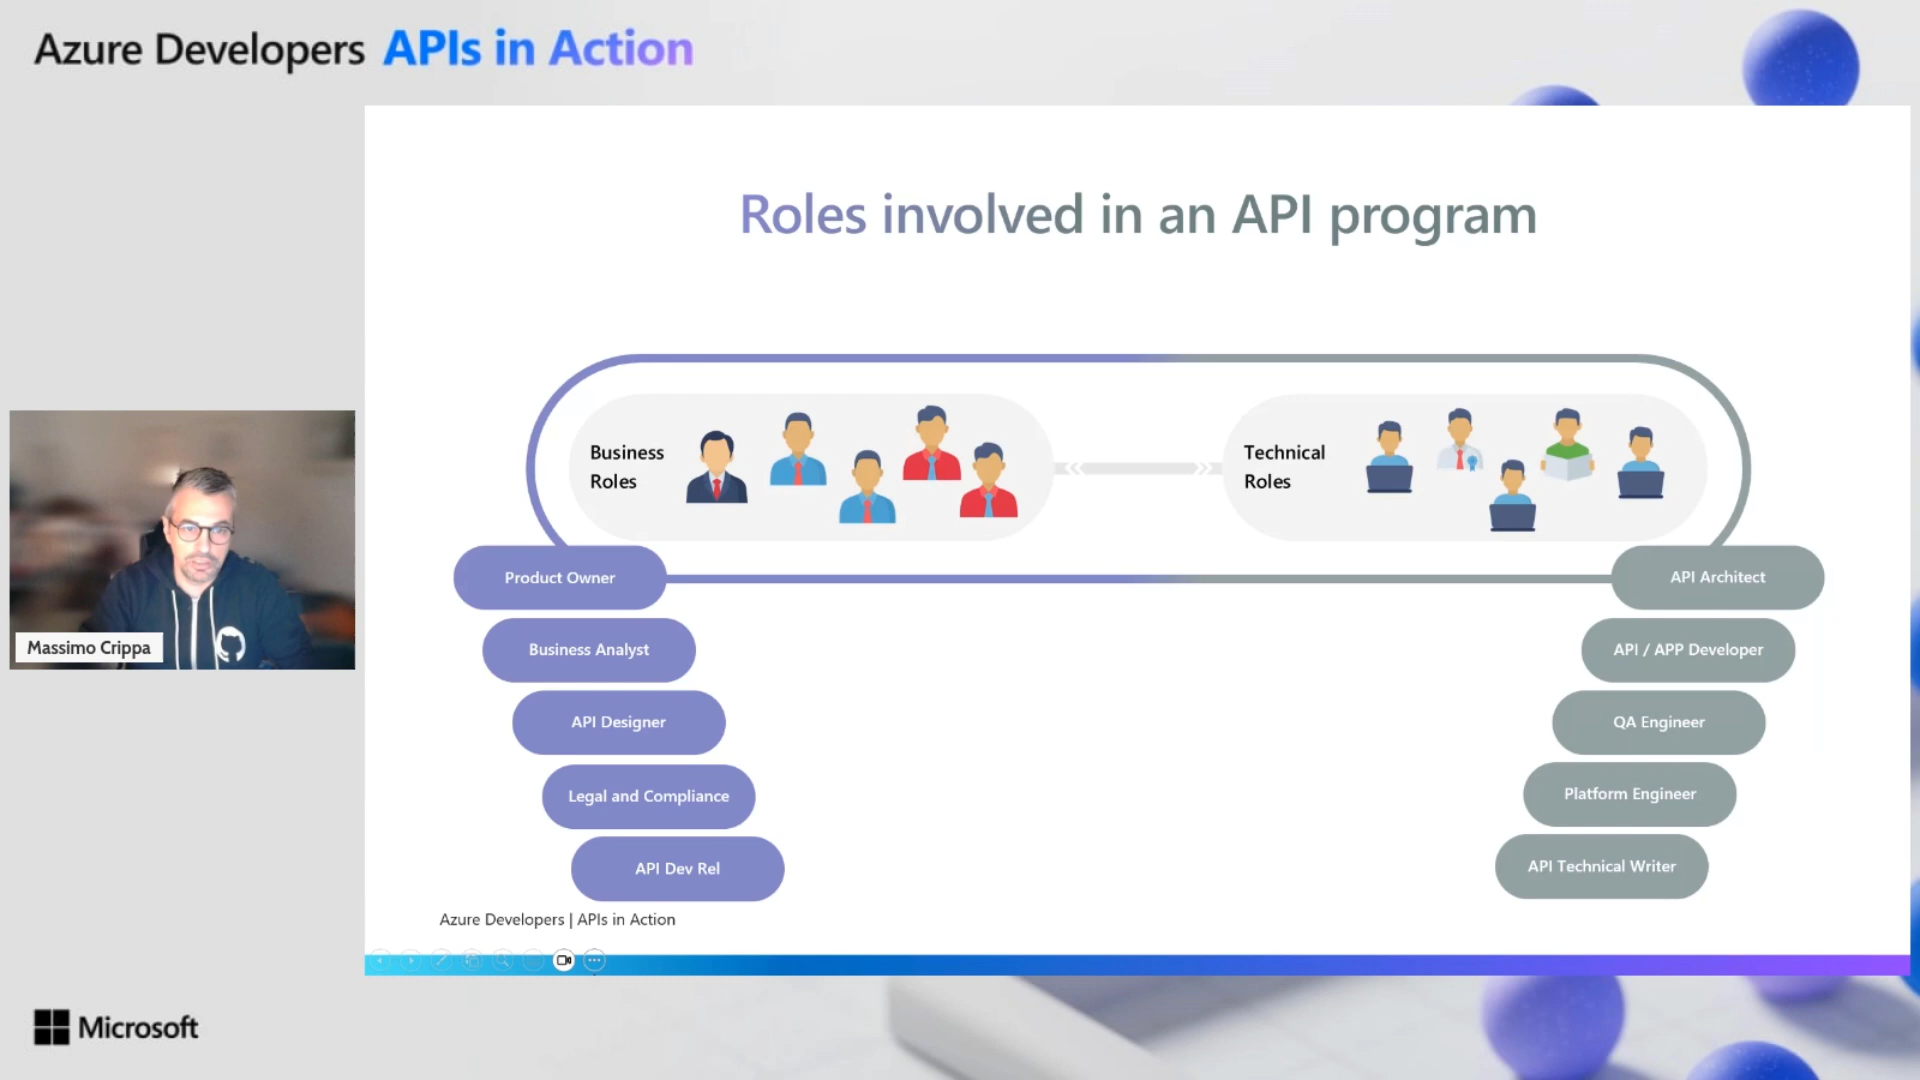 Azure Developers APIs in Action
Roles involved in an API program
Business
Roles
Technical
Roles
Product Owner
Business Analyst
API Designer
Legal and Compliance
API Dev Rel
API Architect
API / APP Developer
QA Engineer
Platform Engineer
API Technical Writer
Massimo Crippa
Azure Developers | APIs in Action
Microsoft